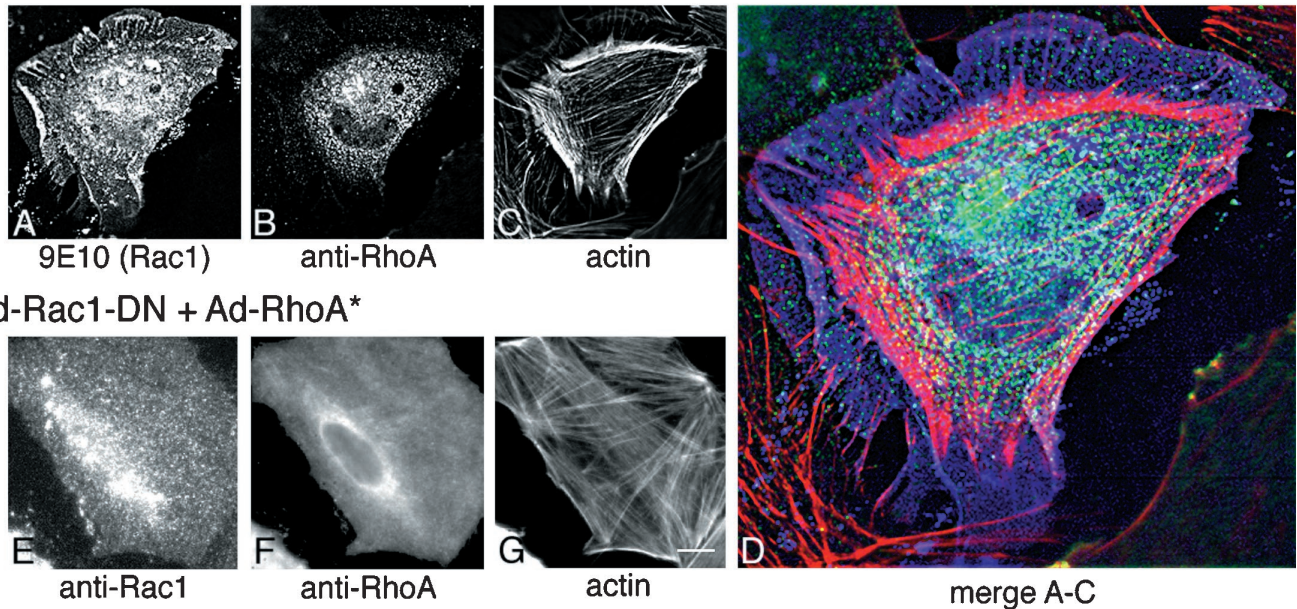 A B C
9E10 (Rac1) anti-RhoA actin
d-Rac1-DN + Ad-RhoA*
E F G D
anti-Rac1 anti-RhoA actin merge A-C